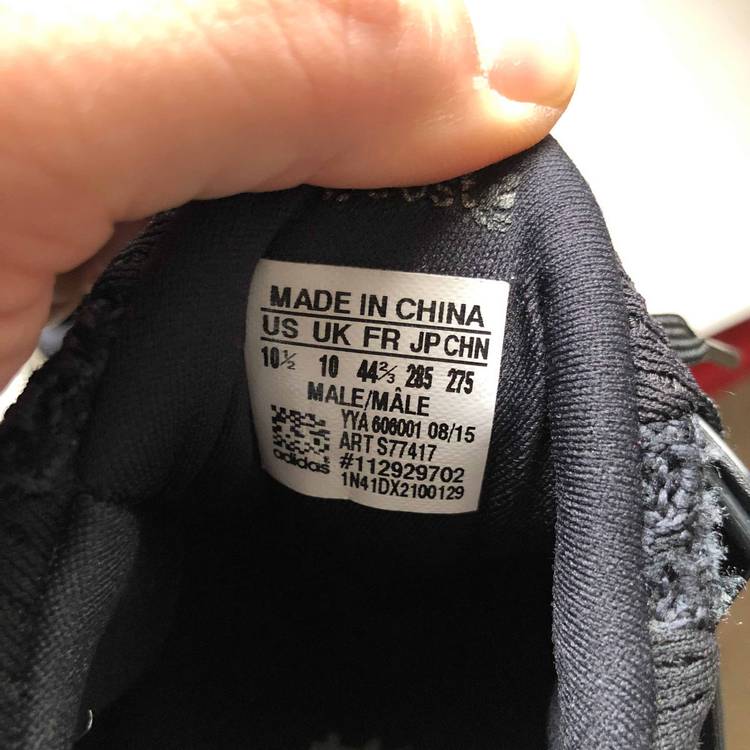 MADE IN CHINA
US UK FR JP CHN
10½ 10 44⅔ 285 275
MALE/MÂLE
YYA 606001 08/15
ART S77417
#112929702
1N41DX2100129
adidas